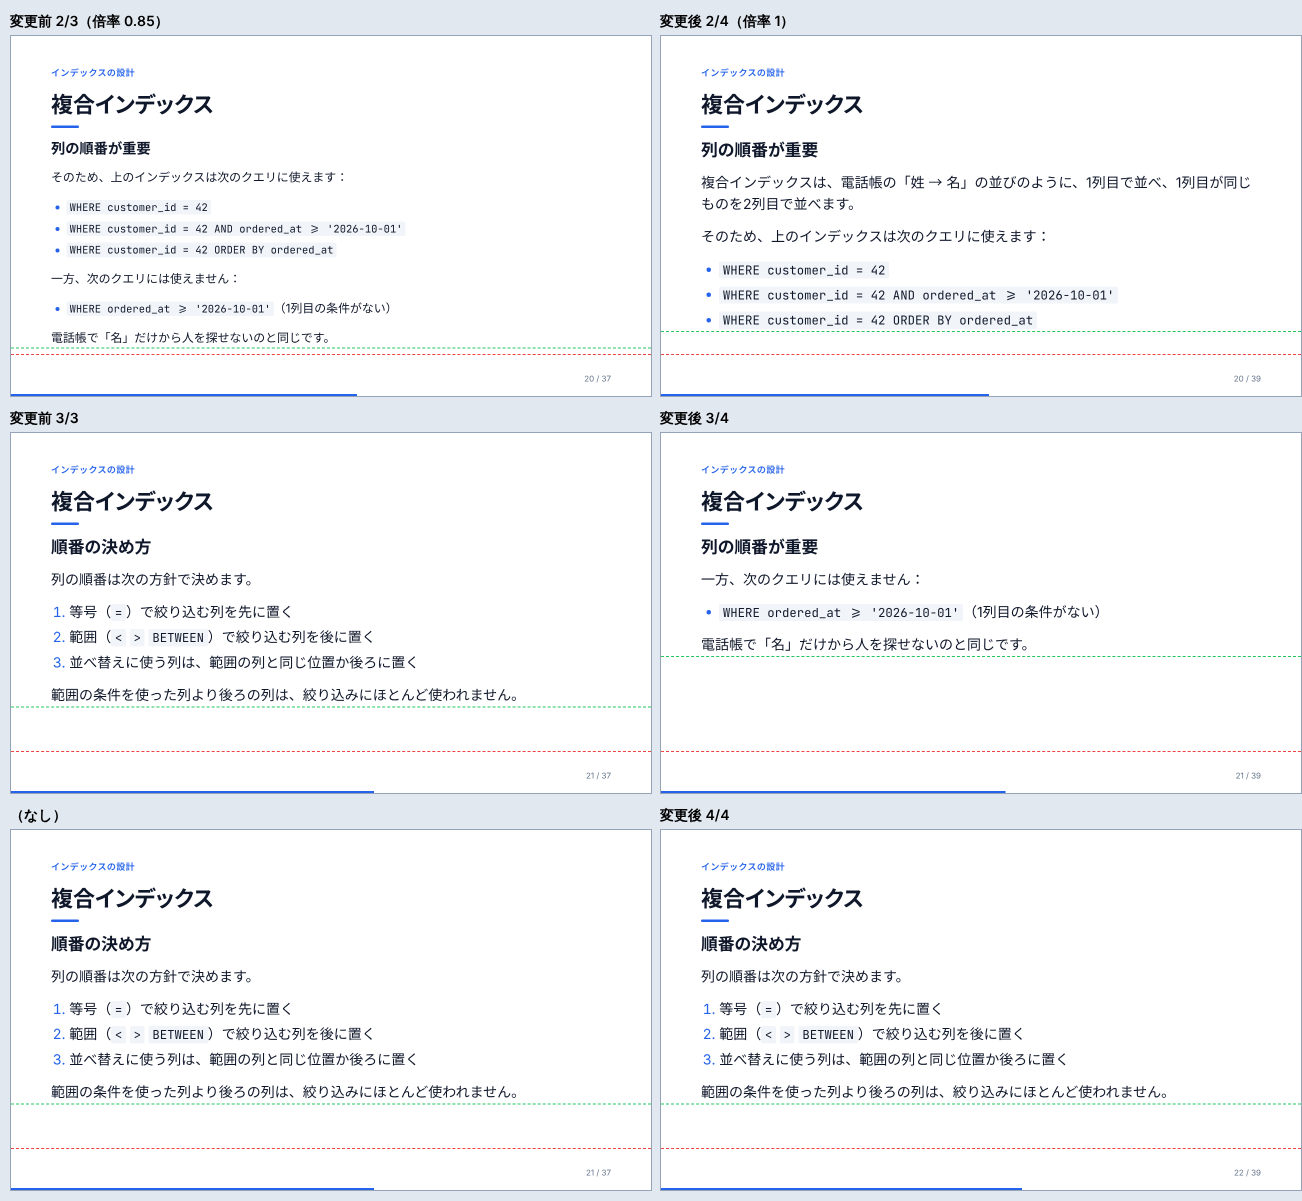 変更前 2/3（倍率 0.85）
インデックスの設計
複合インデックス
列の順番が重要
そのため、上のインデックスは次のクエリに使えます：
• WHERE customer_id = 42
• WHERE customer_id = 42 AND ordered_at ≥ '2026-10-01'
• WHERE customer_id = 42 ORDER BY ordered_at
一方、次のクエリには使えません：
• WHERE ordered_at ≥ '2026-10-01'（1列目の条件がない）
電話帳で「名」だけから人を探せないのと同じです。
20 / 37
変更後 2/4（倍率 1）
インデックスの設計
複合インデックス
列の順番が重要
複合インデックスは、電話帳の「姓 → 名」の並びのように、1列目で並べ、1列目が同じ
ものを2列目で並べます。
そのため、上のインデックスは次のクエリに使えます：
• WHERE customer_id = 42
• WHERE customer_id = 42 AND ordered_at ≥ '2026-10-01'
• WHERE customer_id = 42 ORDER BY ordered_at
20 / 39
変更前 3/3
インデックスの設計
複合インデックス
順番の決め方
列の順番は次の方針で決めます。
1. 等号（ = ）で絞り込む列を先に置く
2. 範囲（ < > BETWEEN ）で絞り込む列を後に置く
3. 並べ替えに使う列は、範囲の列と同じ位置か後ろに置く
範囲の条件を使った列より後ろの列は、絞り込みにほとんど使われません。
21 / 37
変更後 3/4
インデックスの設計
複合インデックス
列の順番が重要
一方、次のクエリには使えません：
• WHERE ordered_at ≥ '2026-10-01'（1列目の条件がない）
電話帳で「名」だけから人を探せないのと同じです。
21 / 39
（なし）
インデックスの設計
複合インデックス
順番の決め方
列の順番は次の方針で決めます。
1. 等号（ = ）で絞り込む列を先に置く
2. 範囲（ < > BETWEEN ）で絞り込む列を後に置く
3. 並べ替えに使う列は、範囲の列と同じ位置か後ろに置く
範囲の条件を使った列より後ろの列は、絞り込みにほとんど使われません。
21 / 37
変更後 4/4
インデックスの設計
複合インデックス
順番の決め方
列の順番は次の方針で決めます。
1. 等号（ = ）で絞り込む列を先に置く
2. 範囲（ < > BETWEEN ）で絞り込む列を後に置く
3. 並べ替えに使う列は、範囲の列と同じ位置か後ろに置く
範囲の条件を使った列より後ろの列は、絞り込みにほとんど使われません。
22 / 39